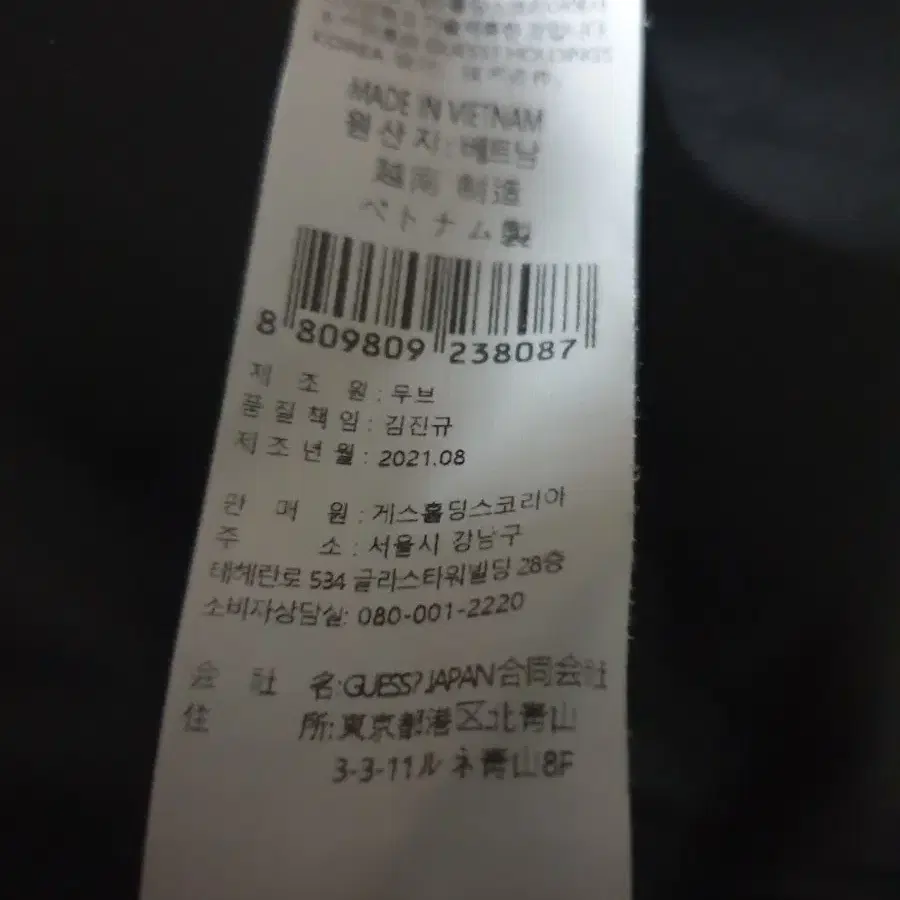 KOREA
MADE IN VIETNAM
원 산 지 : 베트남
越南 制造
ベトナム製
8 809809 238087
제 조 원 : 무브
품 질 책 임 : 김진규
제 조 년 월 : 2021.08
판 매 원 : 게스홀딩스코리아
주 소 : 서울시 강남구
테헤란로 534 글라스타워빌딩 28층
소비자상담실: 080-001-2220
会 社 名:GUESS? JAPAN合同会社
住 所:東京都港区北青山
3-3-11ルネ青山8F